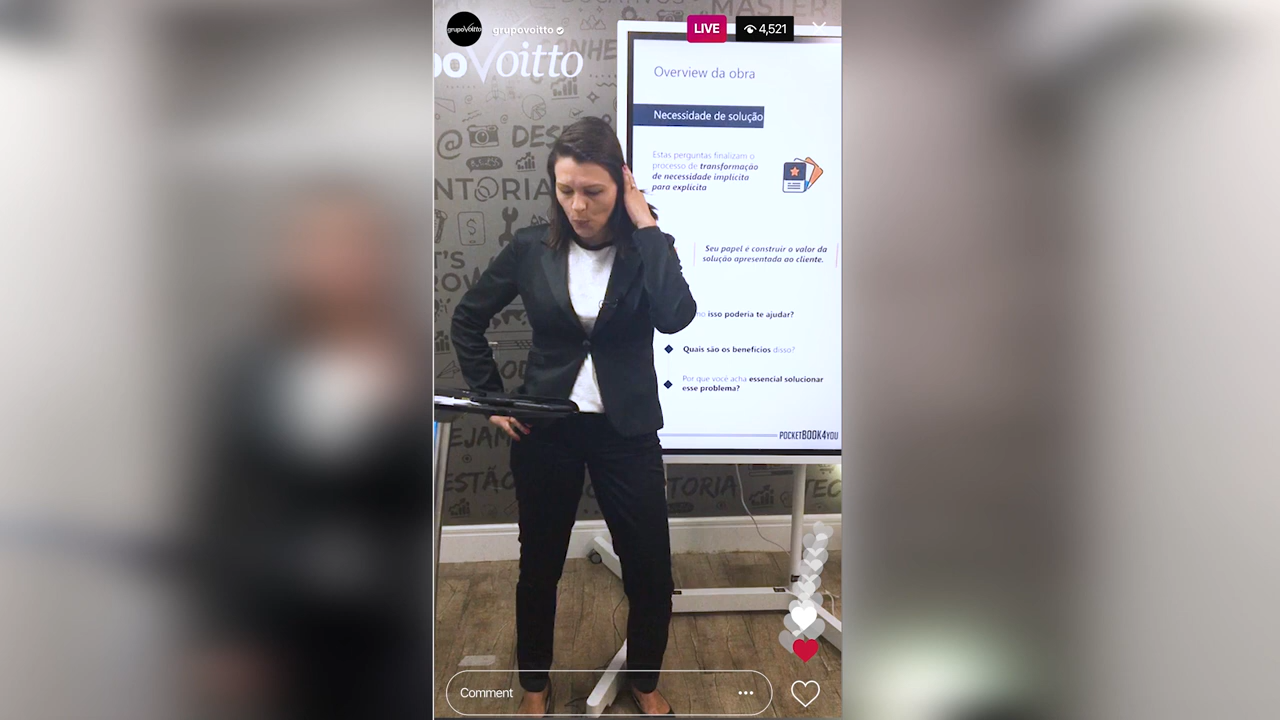 grupovoitto
LIVE
4,521
Voitto
MASTER
Overview da obra
Necessidade de solução
Estas perguntas finalizam o
processo de transformação
de necessidade implícita
para explícita
Seu papel é construir o valor da
solução apresentada ao cliente.
isso poderia te ajudar?
Quais são os benefícios disso?
Por que você acha essencial solucionar
esse problema?
POCKETBOOK4YOU
Comment